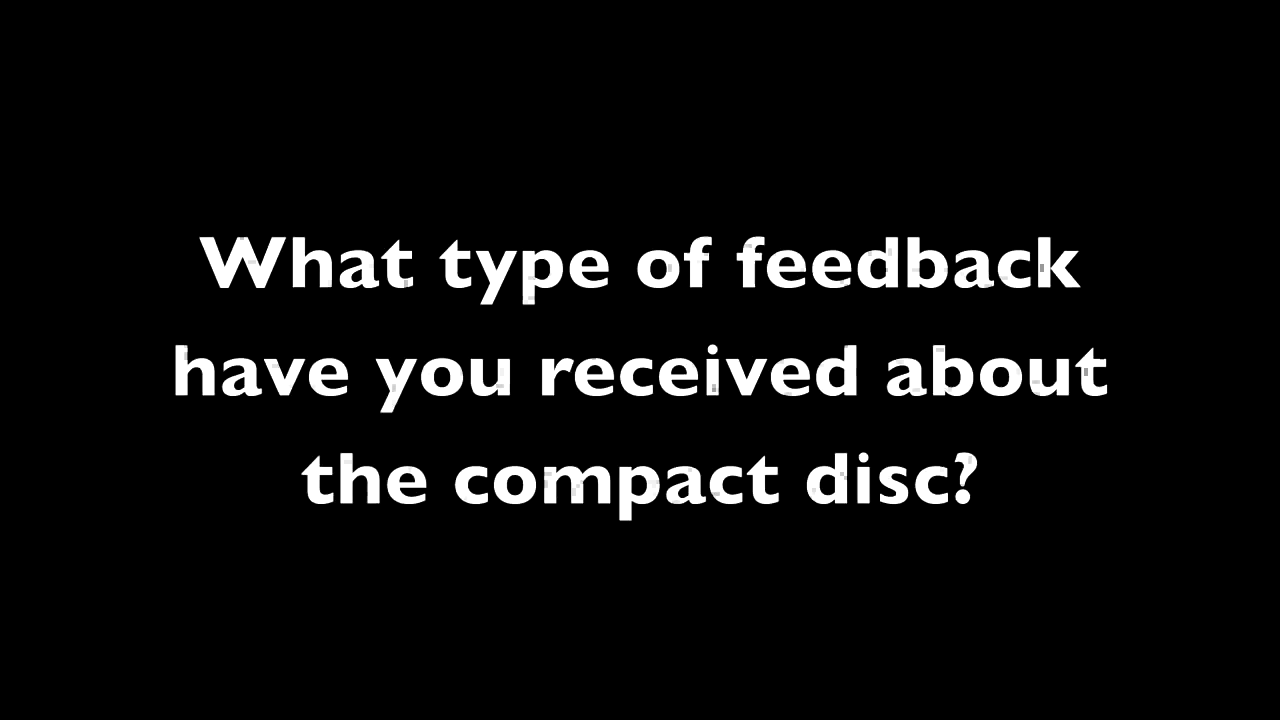 What type of feedback
have you received about
the compact disc?